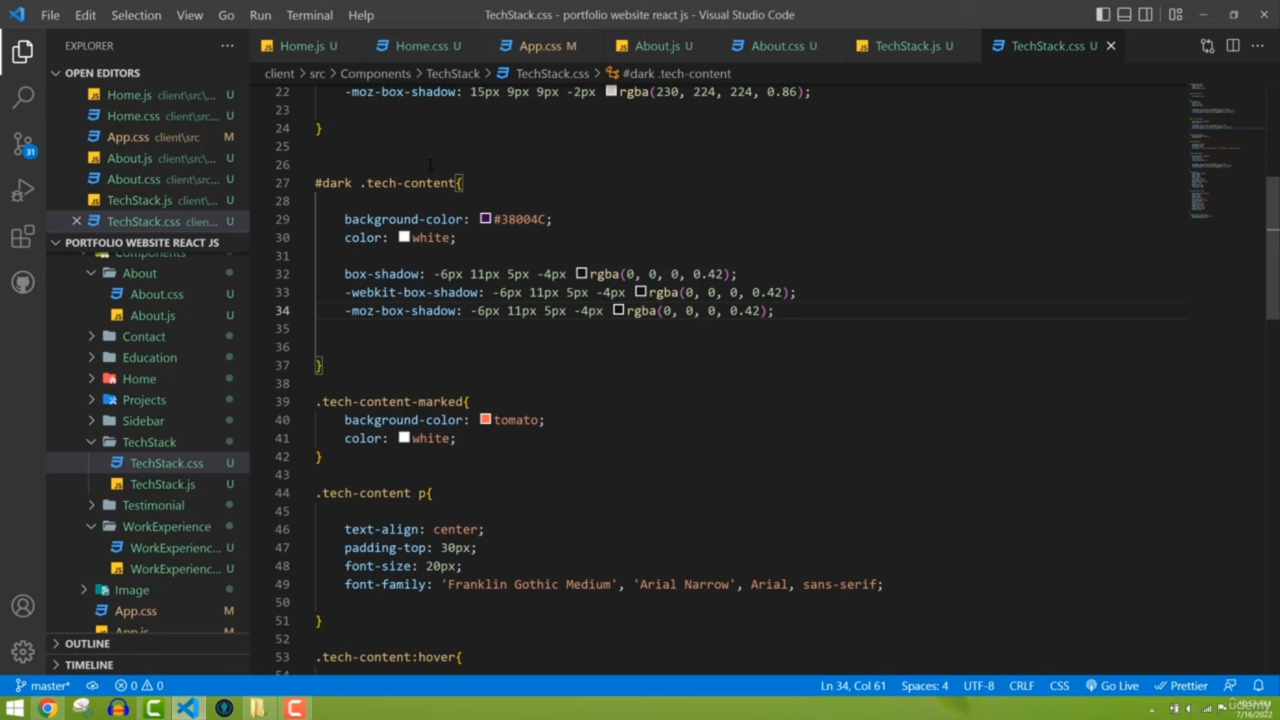 File Edit Selection View Go Run Terminal Help
TechStack.css - portfolio website react js - Visual Studio Code
EXPLORER
Home.js U
Home.css U
App.css M
About.js U
About.css U
TechStack.js U
TechStack.css U
OPEN EDITORS
Home.js client\src\... U
Home.css client\src\... U
App.css client\src M
About.js client\src\... U
About.css client\src\... U
TechStack.js client\... U
TechStack.css clien... U
PORTFOLIO WEBSITE REACT JS
Components
About
About.css U
About.js U
Contact
Education
Home
Projects
Sidebar
TechStack
TechStack.css U
TechStack.js U
Testimonial
WorkExperience
WorkExperienc... U
WorkExperienc... U
Image
App.css M
App.js M
OUTLINE
TIMELINE
31
client > src > Components > TechStack > TechStack.css > #dark .tech-content
22 -moz-box-shadow: 15px 9px 9px -2px rgba(230, 224, 224, 0.86);
23
24 }
25
26
27 #dark .tech-content{
28
29 background-color: #38004C;
30 color: white;
31
32 box-shadow: -6px 11px 5px -4px rgba(0, 0, 0, 0.42);
33 -webkit-box-shadow: -6px 11px 5px -4px rgba(0, 0, 0, 0.42);
34 -moz-box-shadow: -6px 11px 5px -4px rgba(0, 0, 0, 0.42);
35
36
37 }
38
39 .tech-content-marked{
40 background-color: tomato;
41 color: white;
42 }
43
44 .tech-content p{
45
46 text-align: center;
47 padding-top: 30px;
48 font-size: 20px;
49 font-family: 'Franklin Gothic Medium', 'Arial Narrow', Arial, sans-serif;
50
51 }
52
53 .tech-content:hover{
54
master* 0 0
Ln 34, Col 61 Spaces: 4 UTF-8 CRLF CSS Go Live Prettier
7/16/2022
udemy